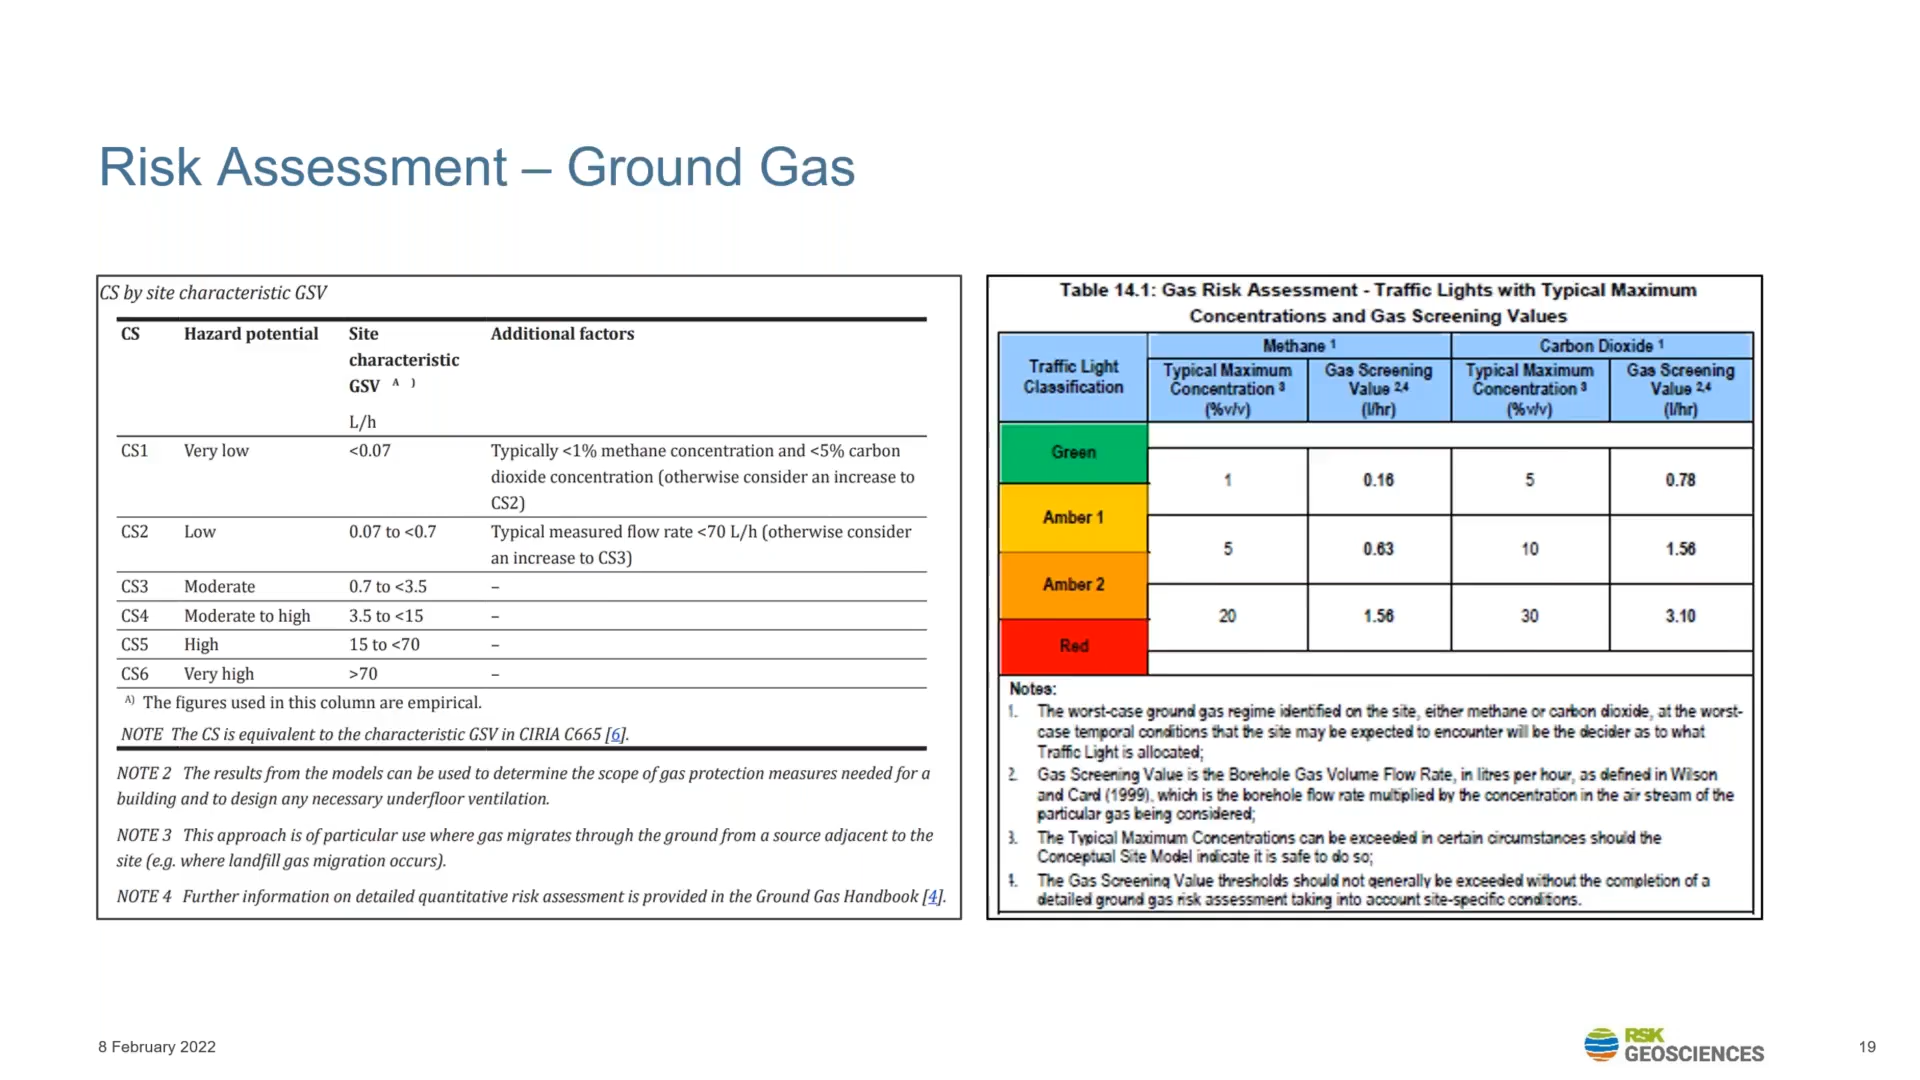 Risk Assessment – Ground Gas
CS by site characteristic GSV
CS Hazard potential Site characteristic GSV A ) L/h Additional factors
CS1 Very low <0.07 Typically <1% methane concentration and <5% carbon
dioxide concentration (otherwise consider an increase to
CS2)
CS2 Low 0.07 to <0.7 Typical measured flow rate <70 L/h (otherwise consider
an increase to CS3)
CS3 Moderate 0.7 to <3.5 –
CS4 Moderate to high 3.5 to <15 –
CS5 High 15 to <70 –
CS6 Very high >70 –
A) The figures used in this column are empirical.
NOTE The CS is equivalent to the characteristic GSV in CIRIA C665 [6].
NOTE 2 The results from the models can be used to determine the scope of gas protection measures needed for a
building and to design any necessary underfloor ventilation.
NOTE 3 This approach is of particular use where gas migrates through the ground from a source adjacent to the
site (e.g. where landfill gas migration occurs).
NOTE 4 Further information on detailed quantitative risk assessment is provided in the Ground Gas Handbook [4].
Table 14.1: Gas Risk Assessment - Traffic Lights with Typical Maximum
Concentrations and Gas Screening Values
Traffic Light
Classification
Methane 1
Carbon Dioxide 1
Typical Maximum
Concentration 3
(%v/v)
Gas Screening
Value 2,4
(l/hr)
Typical Maximum
Concentration 3
(%v/v)
Gas Screening
Value 2,4
(l/hr)
Green
1 0.16 5 0.78
Amber 1
5 0.63 10 1.56
Amber 2
20 1.56 30 3.10
Red
Notes:
1. The worst-case ground gas regime identified on the site, either methane or carbon dioxide, at the worst-
case temporal conditions that the site may be expected to encounter will be the decider as to what
Traffic Light is allocated;
2. Gas Screening Value is the Borehole Gas Volume Flow Rate, in litres per hour, as defined in Wilson
and Card (1999), which is the borehole flow rate multiplied by the concentration in the air stream of the
particular gas being considered;
3. The Typical Maximum Concentrations can be exceeded in certain circumstances should the
Conceptual Site Model indicate it is safe to do so;
4. The Gas Screening Value thresholds should not generally be exceeded without the completion of a
detailed ground gas risk assessment taking into account site-specific conditions.
8 February 2022
RSK
GEOSCIENCES
19